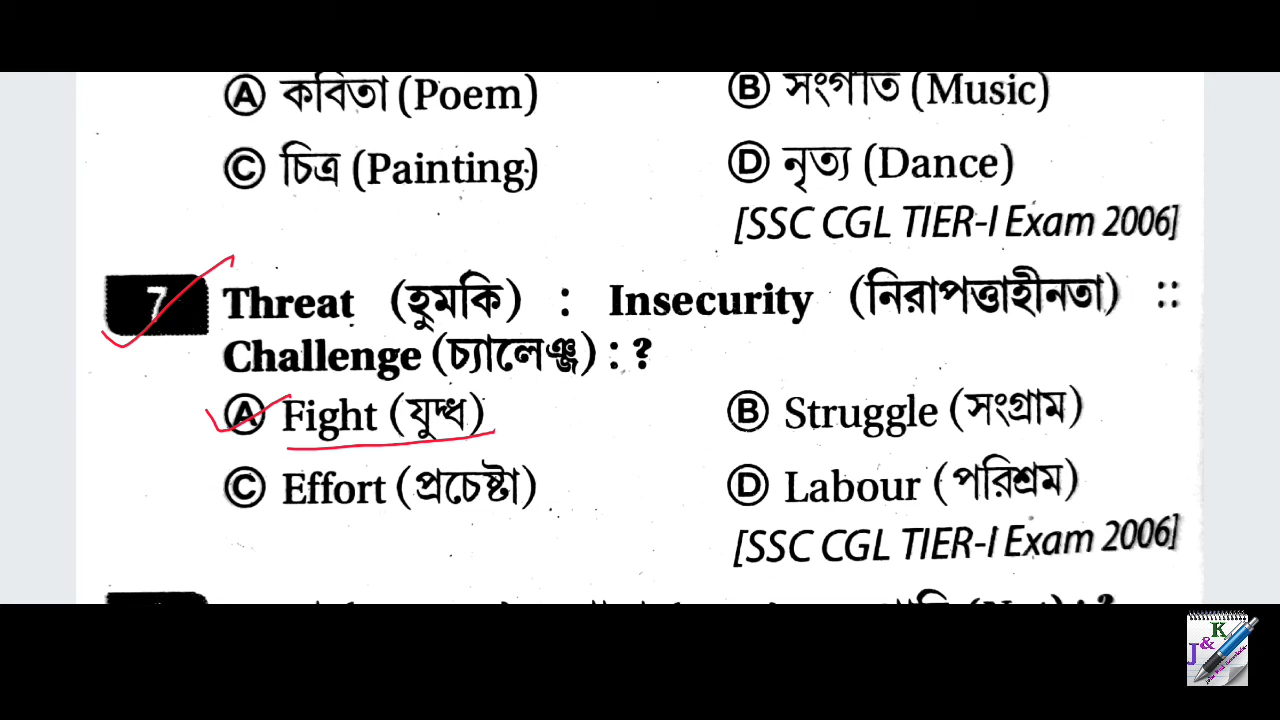 Ⓐ কবিতা (Poem) Ⓑ সংগীত (Music)
Ⓒ চিত্র (Painting) Ⓓ নৃত্য (Dance)
[SSC CGL TIER-I Exam 2006]
7 Threat (হুমকি) : Insecurity (নিরাপত্তাহীনতা) ::
Challenge (চ্যালেঞ্জ) : ?
Ⓐ Fight (যুদ্ধ) Ⓑ Struggle (সংগ্রাম)
Ⓒ Effort (প্রচেষ্টা) Ⓓ Labour (পরিশ্রম)
[SSC CGL TIER-I Exam 2006]
J&K